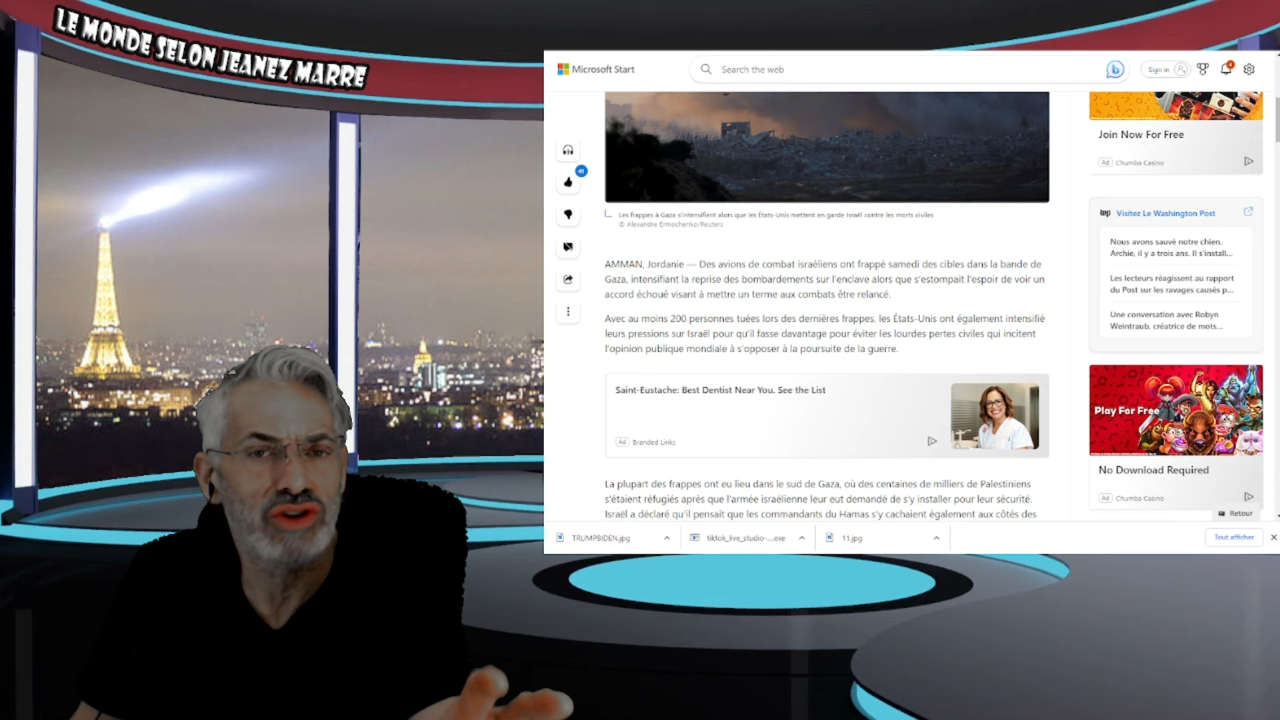 LE MONDE SELON JEANEZ MARRE
Microsoft Start
Search the web
Sign in
Join Now For Free
Ad Chumba Casino
41
Les frappes à Gaza s'intensifient alors que les États-Unis mettent en garde Israël contre les morts civiles
© Alexandre Ermochenko/Reuters
wp Visitez Le Washington Post
Nous avons sauvé notre chien.
Archie, il y a trois ans. Il s'install...
Les lecteurs réagissent au rapport
du Post sur les ravages causés p...
Une conversation avec Robyn
Weintraub, créatrice de mots...
AMMAN, Jordanie — Des avions de combat israéliens ont frappé samedi des cibles dans la bande de
Gaza, intensifiant la reprise des bombardements sur l'enclave alors que s'estompait l'espoir de voir un
accord échoué visant à mettre un terme aux combats être relancé.
Avec au moins 200 personnes tuées lors des dernières frappes, les États-Unis ont également intensifié
leurs pressions sur Israël pour qu'il fasse davantage pour éviter les lourdes pertes civiles qui incitent
l'opinion publique mondiale à s'opposer à la poursuite de la guerre.
Saint-Eustache: Best Dentist Near You. See the List
Ad Branded Links
Play For Free
No Download Required
Ad Chumba Casino
La plupart des frappes ont eu lieu dans le sud de Gaza, où des centaines de milliers de Palestiniens
s'étaient réfugiés après que l'armée israélienne leur eut demandé de s'y installer pour leur sécurité.
Israël a déclaré qu'il pensait que les commandants du Hamas s'y cachaient également aux côtés des
Retour
TRUMPBIDEN.jpg
tiktok_live_studio-...exe
11.jpg
Tout afficher